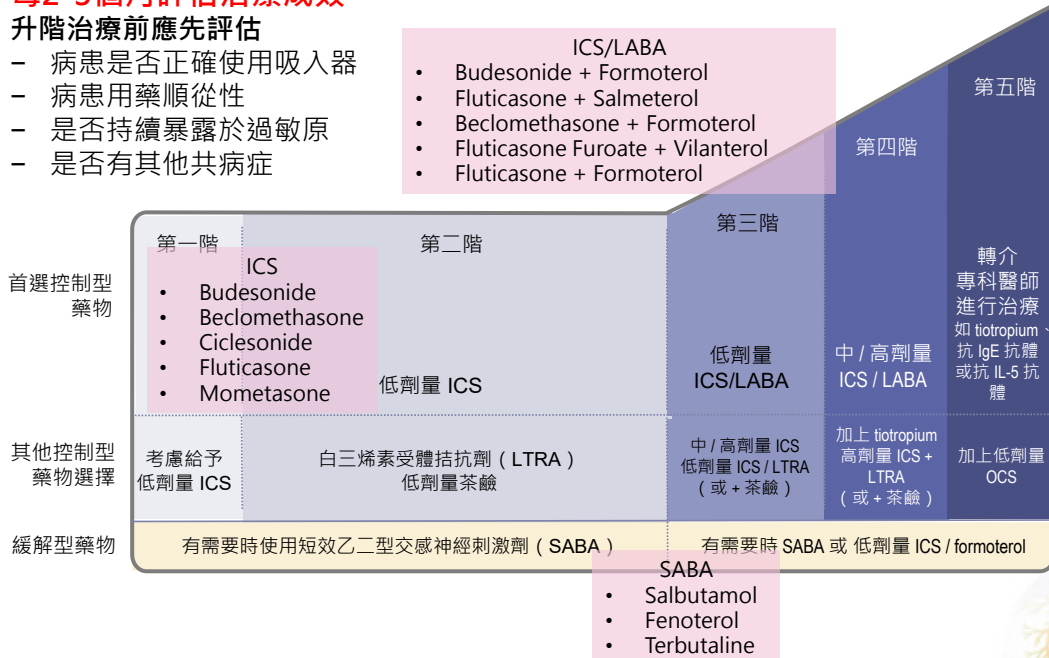 每2-3個月評估治療成效
升階治療前應先評估
– 病患是否正確使用吸入器
– 病患用藥順從性
– 是否持續暴露於過敏原
– 是否有其他共病症
ICS/LABA
• Budesonide + Formoterol
• Fluticasone + Salmeterol
• Beclomethasone + Formoterol
• Fluticasone Furoate + Vilanterol
• Fluticasone + Formoterol
第一階
第二階
第三階
第四階
第五階
首選控制型
藥物
ICS
• Budesonide
• Beclomethasone
• Ciclesonide
• Fluticasone
• Mometasone
低劑量 ICS
低劑量
ICS/LABA
中 / 高劑量
ICS / LABA
轉介
專科醫師
進行治療
如 tiotropium、
抗 IgE 抗體
或抗 IL-5 抗
體
其他控制型
藥物選擇
考慮給予
低劑量 ICS
白三烯素受體拮抗劑（LTRA）
低劑量茶鹼
中 / 高劑量 ICS
低劑量 ICS / LTRA
（或 + 茶鹼）
加上 tiotropium
高劑量 ICS +
LTRA
（或 + 茶鹼）
加上低劑量
OCS
緩解型藥物
有需要時使用短效乙二型交感神經刺激劑（SABA）
有需要時 SABA 或 低劑量 ICS / formoterol
SABA
• Salbutamol
• Fenoterol
• Terbutaline